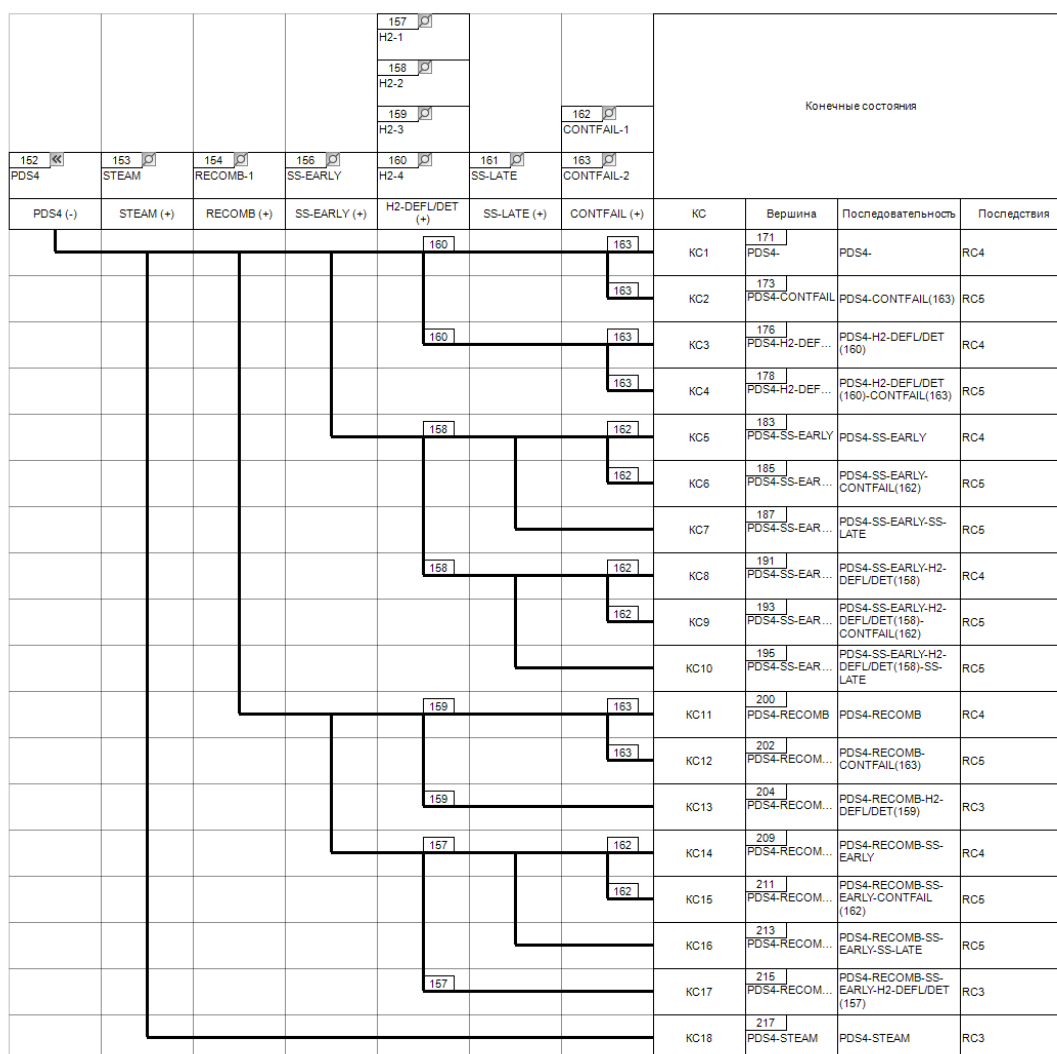 157
H2-1
158
H2-2
159
H2-3
162
CONTFAIL-1
Конечные состояния
152
PDS4
153
STEAM
154
RECOMB-1
156
SS-EARLY
160
H2-4
161
SS-LATE
163
CONTFAIL-2
PDS4 (-)
STEAM (+)
RECOMB (+)
SS-EARLY (+)
H2-DEFL/DET
(+)
SS-LATE (+)
CONTFAIL (+)
КС
Вершина
Последовательность
Последствия
160
163
КС1
171
PDS4-
PDS4-
RC4
163
КС2
173
PDS4-CONTFAIL
PDS4-CONTFAIL(163)
RC5
160
163
КС3
176
PDS4-H2-DEF...
PDS4-H2-DEFL/DET
(160)
RC4
163
КС4
178
PDS4-H2-DEF...
PDS4-H2-DEFL/DET
(160)-CONTFAIL(163)
RC5
158
162
КС5
183
PDS4-SS-EARLY
PDS4-SS-EARLY
RC4
162
КС6
185
PDS4-SS-EAR...
PDS4-SS-EARLY-
CONTFAIL(162)
RC5
КС7
187
PDS4-SS-EAR...
PDS4-SS-EARLY-SS-
LATE
RC5
158
162
КС8
191
PDS4-SS-EAR...
PDS4-SS-EARLY-H2-
DEFL/DET(158)
RC4
162
КС9
193
PDS4-SS-EAR...
PDS4-SS-EARLY-H2-
DEFL/DET(158)-
CONTFAIL(162)
RC5
КС10
195
PDS4-SS-EAR...
PDS4-SS-EARLY-H2-
DEFL/DET(158)-SS-
LATE
RC5
159
163
КС11
200
PDS4-RECOMB
PDS4-RECOMB
RC4
163
КС12
202
PDS4-RECOM...
PDS4-RECOMB-
CONTFAIL(163)
RC5
159
КС13
204
PDS4-RECOM...
PDS4-RECOMB-H2-
DEFL/DET(159)
RC3
157
162
КС14
209
PDS4-RECOM...
PDS4-RECOMB-SS-
EARLY
RC4
162
КС15
211
PDS4-RECOM...
PDS4-RECOMB-SS-
EARLY-CONTFAIL
(162)
RC5
КС16
213
PDS4-RECOM...
PDS4-RECOMB-SS-
EARLY-SS-LATE
RC5
157
КС17
215
PDS4-RECOM...
PDS4-RECOMB-SS-
EARLY-H2-DEFL/DET
(157)
RC3
КС18
217
PDS4-STEAM
PDS4-STEAM
RC3